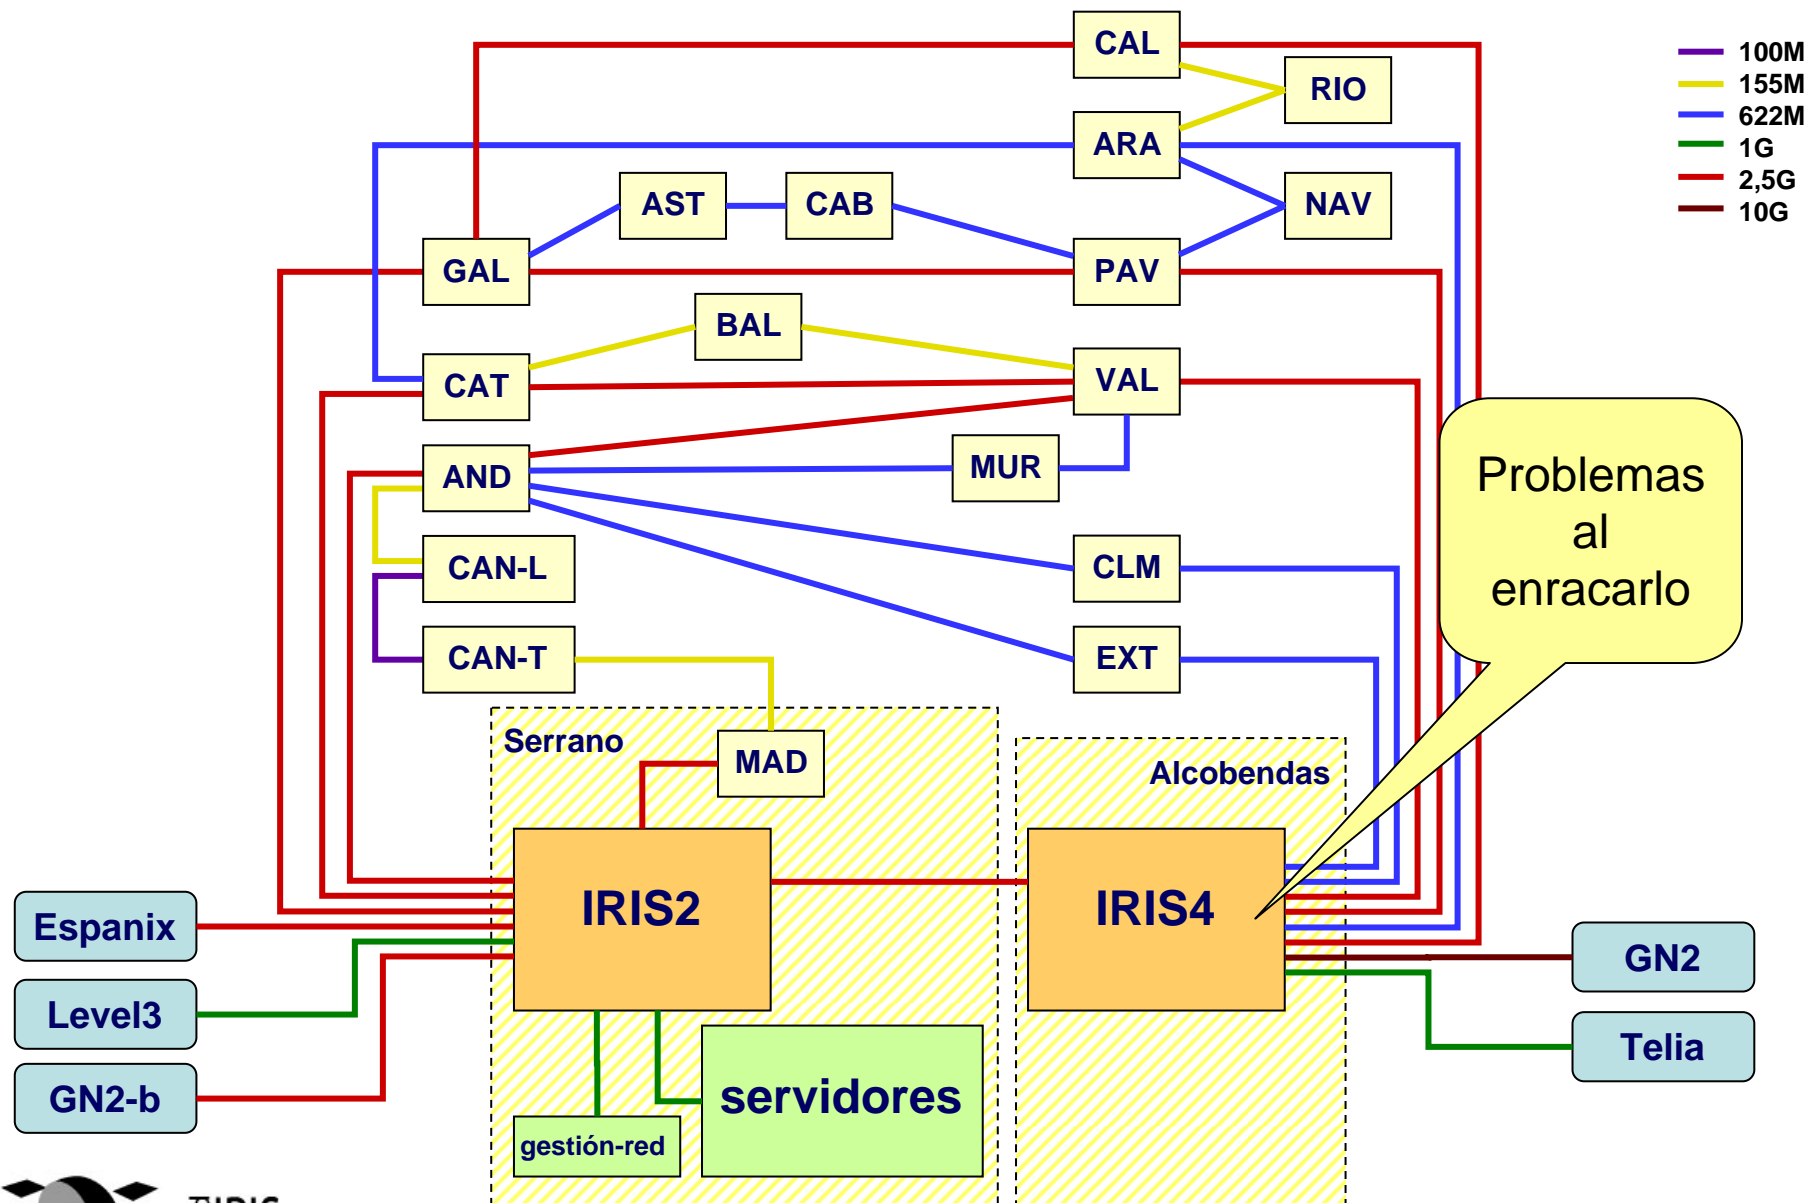 CAL
100M
155M
622M
1G
2,5G
10G
RIO
ARA
AST
CAB
NAV
GAL
PAV
BAL
CAT
VAL
AND
MUR
Problemas
al
enracarlo
CAN-L
CLM
CAN-T
EXT
Serrano
MAD
Alcobendas
IRIS2
IRIS4
Espanix
GN2
Level3
Telia
GN2-b
servidores
gestión-red